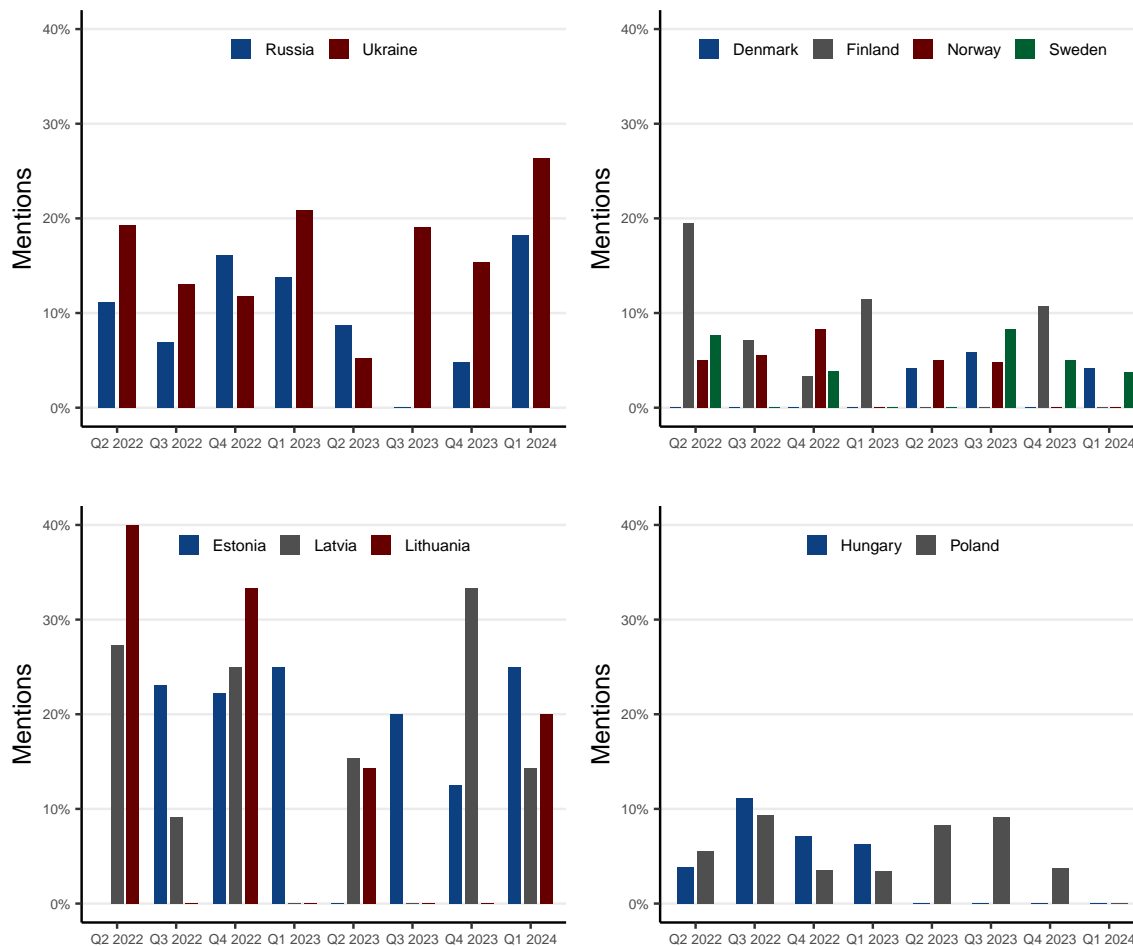 Mentions
40%
30%
20%
10%
0%
Russia Ukraine
Q2 2022 Q3 2022 Q4 2022 Q1 2023 Q2 2023 Q3 2023 Q4 2023 Q1 2024
Mentions
40%
30%
20%
10%
0%
Denmark Finland Norway Sweden
Q2 2022 Q3 2022 Q4 2022 Q1 2023 Q2 2023 Q3 2023 Q4 2023 Q1 2024
Mentions
40%
30%
20%
10%
0%
Estonia Latvia Lithuania
Q2 2022 Q3 2022 Q4 2022 Q1 2023 Q2 2023 Q3 2023 Q4 2023 Q1 2024
Mentions
40%
30%
20%
10%
0%
Hungary Poland
Q2 2022 Q3 2022 Q4 2022 Q1 2023 Q2 2023 Q3 2023 Q4 2023 Q1 2024